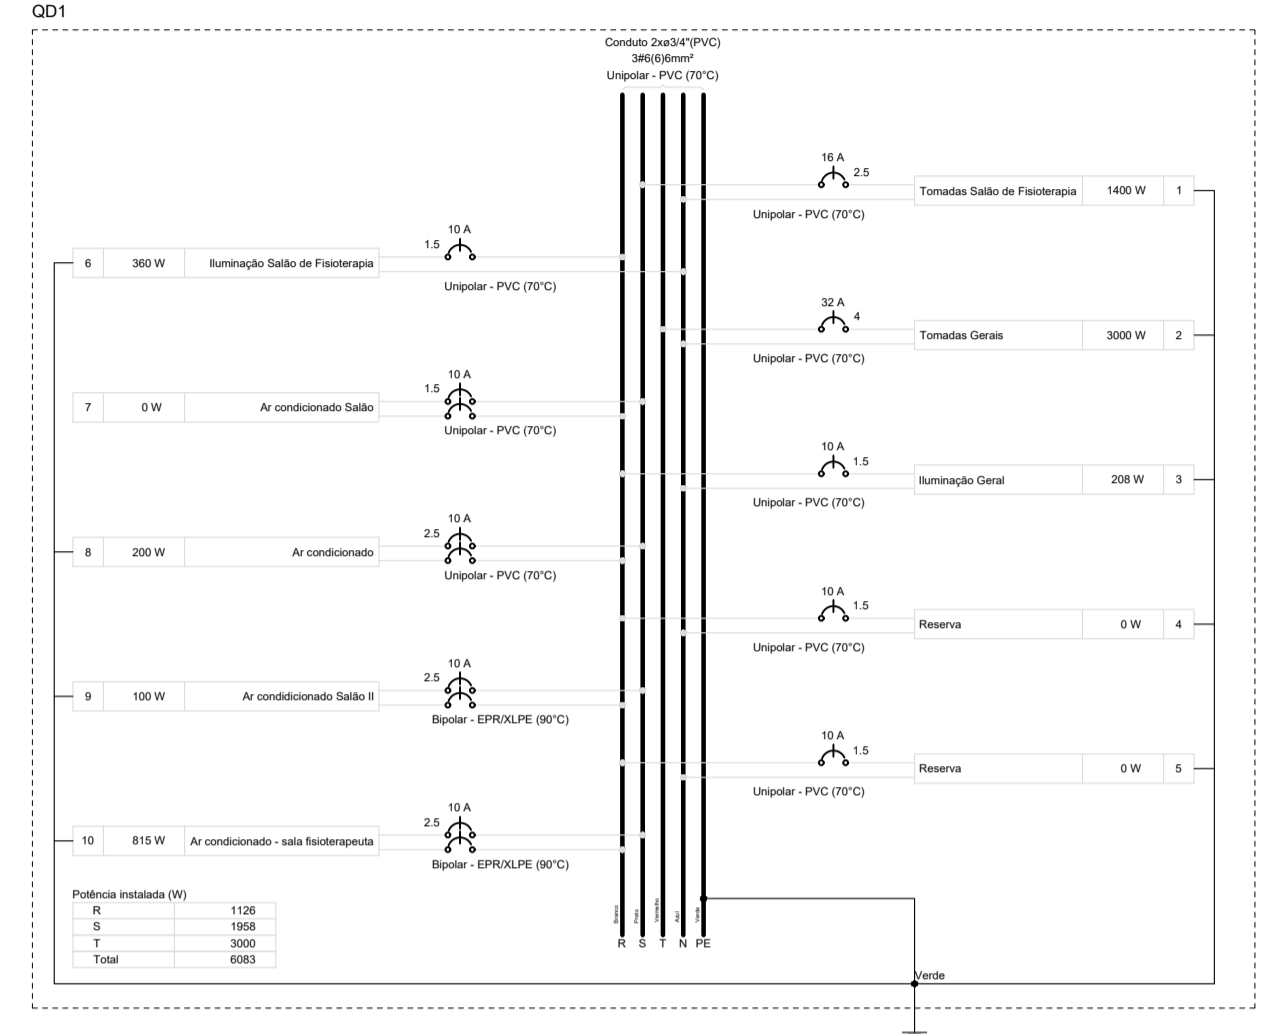 QD1
Conduto 2xø3/4"(PVC)
3#6(6)6mm²
Unipolar - PVC (70°C)
16 A
2.5
Tomadas Salão de Fisioterapia 1400 W 1
Unipolar - PVC (70°C)
10 A
1.5
6 360 W Iluminação Salão de Fisioterapia
Unipolar - PVC (70°C)
32 A
4
Tomadas Gerais 3000 W 2
Unipolar - PVC (70°C)
10 A
1.5
7 0 W Ar condicionado Salão
Unipolar - PVC (70°C)
10 A
1.5
Iluminação Geral 208 W 3
Unipolar - PVC (70°C)
10 A
2.5
8 200 W Ar condicionado
Unipolar - PVC (70°C)
10 A
1.5
Reserva 0 W 4
Unipolar - PVC (70°C)
10 A
2.5
9 100 W Ar condidicionado Salão II
Bipolar - EPR/XLPE (90°C)
10 A
1.5
Reserva 0 W 5
Unipolar - PVC (70°C)
10 A
2.5
10 815 W Ar condicionado - sala fisioterapeuta
Bipolar - EPR/XLPE (90°C)
Potência instalada (W)
R 1126
S 1958
T 3000
Total 6083
Branco Preto Vermelho Azul Verde
R S T N PE
Verde